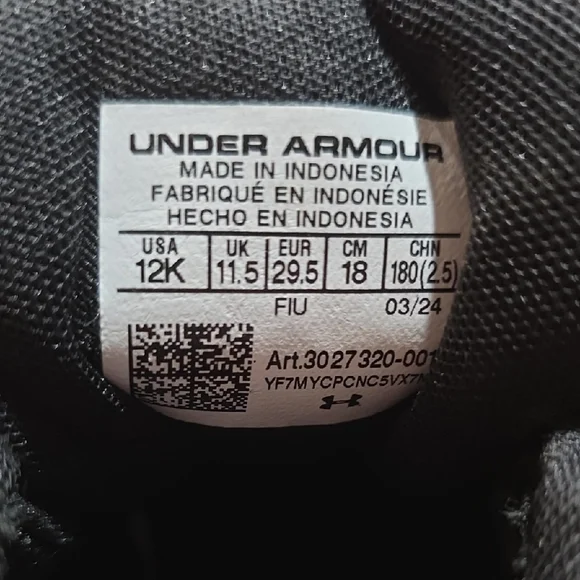 UNDER ARMOUR
MADE IN INDONESIA
FABRIQUÉ EN INDONÉSIE
HECHO EN INDONESIA
USA UK EUR CM CHN
12K 11.5 29.5 18 180(2.5)
FIU 03/24
Art.3027320-001